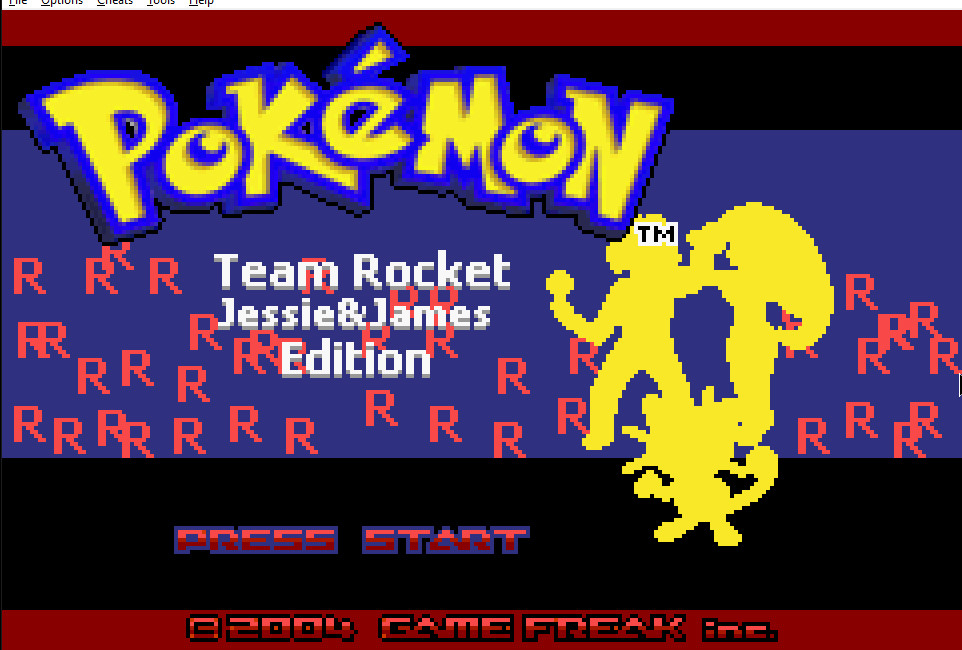 File Options Cheats Tools Help
POKéMON
TM
Team Rocket
Jessie&James
Edition
R R R R R R R
R R R R R R R R R R R R
R R R R R
R R R R R R R R R R R R R R R
PRESS START
©2004 GAME FREAK inc.